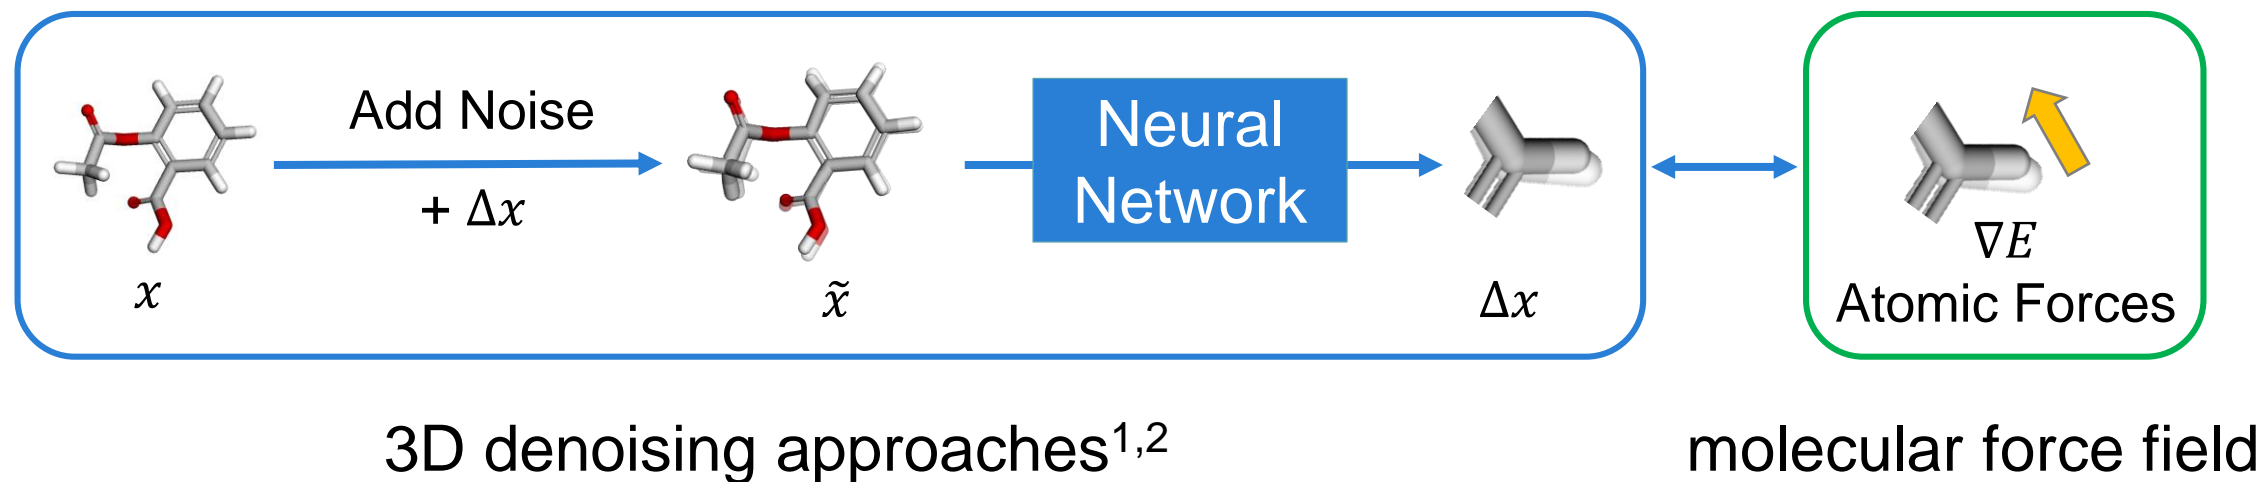 Add Noise
+ Δx
x
x̃
Neural
Network
Δx
∇E
Atomic Forces
3D denoising approaches1,2
molecular force field